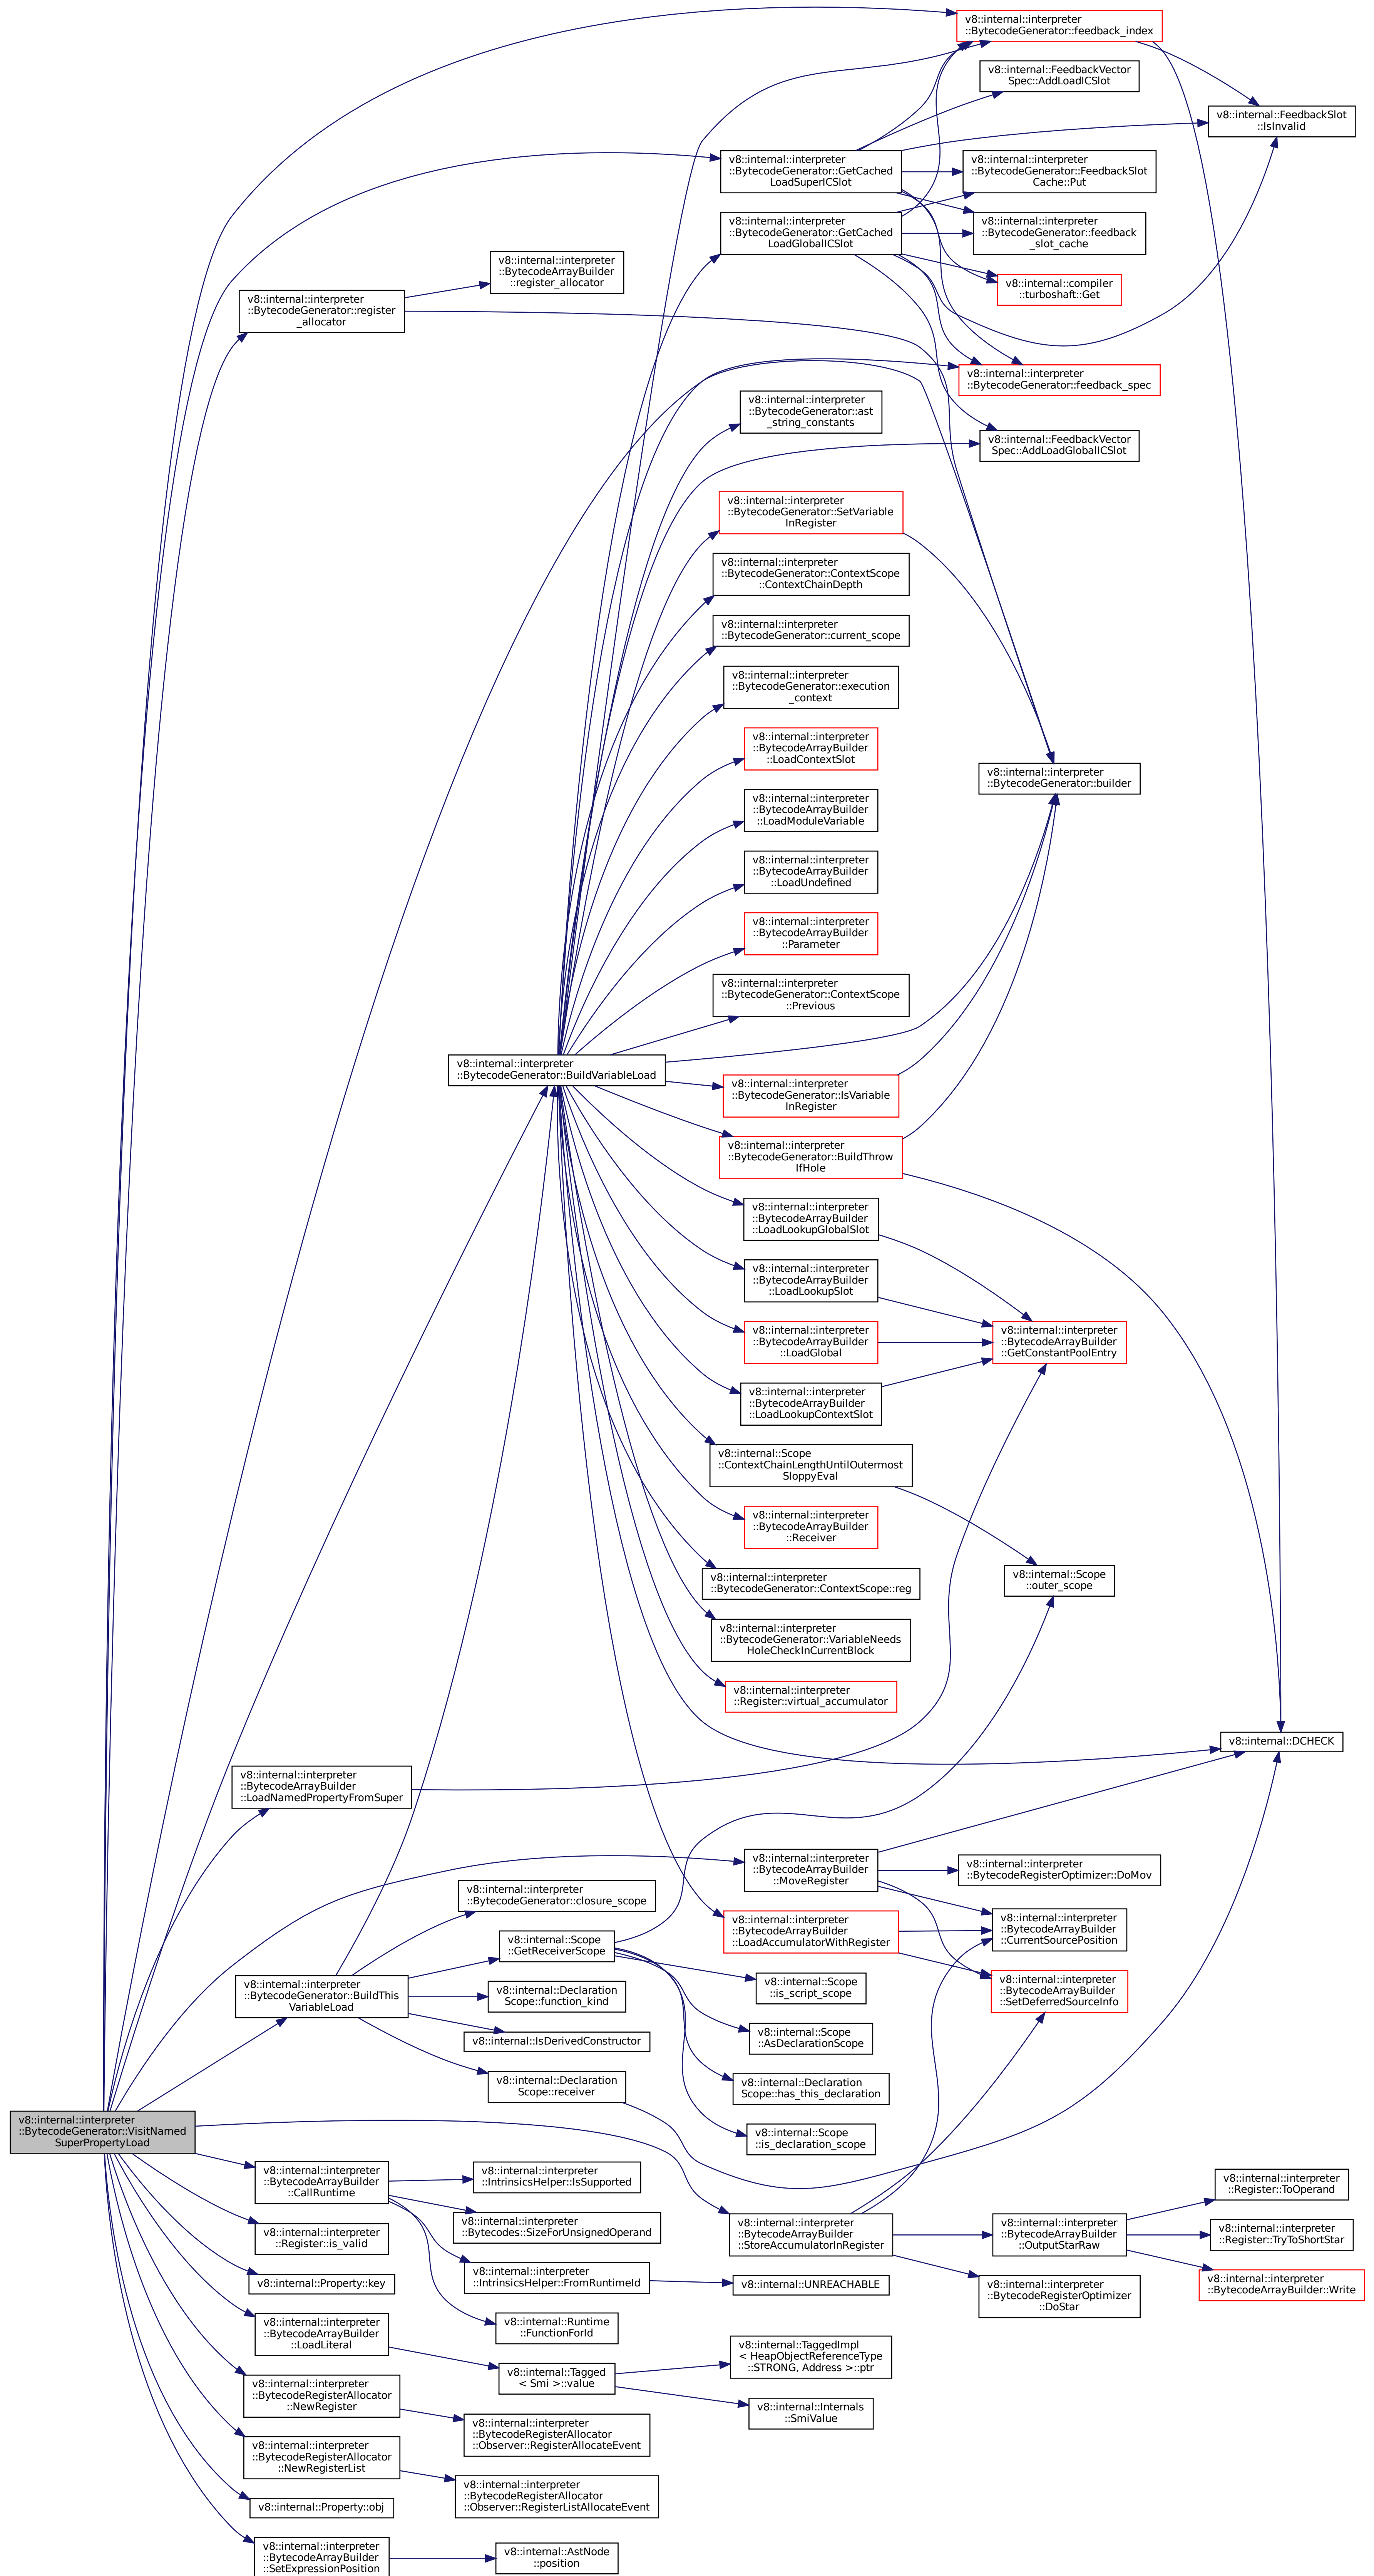 v8::internal::interpreter
::BytecodeGenerator::feedback_index
v8::internal::FeedbackVector
Spec::AddLoadICSlot
v8::internal::FeedbackSlot
::IsInvalid
v8::internal::interpreter
::BytecodeGenerator::GetCached
LoadSuperICSlot
v8::internal::interpreter
::BytecodeGenerator::FeedbackSlot
Cache::Put
v8::internal::interpreter
::BytecodeGenerator::GetCached
LoadGlobalICSlot
v8::internal::interpreter
::BytecodeGenerator::feedback
_slot_cache
v8::internal::interpreter
::BytecodeArrayBuilder
::register_allocator
v8::internal::compiler
::turboshaft::Get
v8::internal::interpreter
::BytecodeGenerator::register
_allocator
v8::internal::interpreter
::BytecodeGenerator::feedback_spec
v8::internal::interpreter
::BytecodeGenerator::ast
_string_constants
v8::internal::FeedbackVector
Spec::AddLoadGlobalICSlot
v8::internal::interpreter
::BytecodeGenerator::SetVariable
InRegister
v8::internal::interpreter
::BytecodeGenerator::ContextScope
::ContextChainDepth
v8::internal::interpreter
::BytecodeGenerator::current_scope
v8::internal::interpreter
::BytecodeGenerator::execution
_context
v8::internal::interpreter
::BytecodeArrayBuilder
::LoadContextSlot
v8::internal::interpreter
::BytecodeGenerator::builder
v8::internal::interpreter
::BytecodeArrayBuilder
::LoadModuleVariable
v8::internal::interpreter
::BytecodeArrayBuilder
::LoadUndefined
v8::internal::interpreter
::BytecodeArrayBuilder
::Parameter
v8::internal::interpreter
::BytecodeGenerator::ContextScope
::Previous
v8::internal::interpreter
::BytecodeGenerator::BuildVariableLoad
v8::internal::interpreter
::BytecodeGenerator::IsVariable
InRegister
v8::internal::interpreter
::BytecodeGenerator::BuildThrow
IfHole
v8::internal::interpreter
::BytecodeArrayBuilder
::LoadLookupGlobalSlot
v8::internal::interpreter
::BytecodeArrayBuilder
::LoadLookupSlot
v8::internal::interpreter
::BytecodeArrayBuilder
::LoadGlobal
v8::internal::interpreter
::BytecodeArrayBuilder
::GetConstantPoolEntry
v8::internal::interpreter
::BytecodeArrayBuilder
::LoadLookupContextSlot
v8::internal::Scope
::ContextChainLengthUntilOutermost
SloppyEval
v8::internal::interpreter
::BytecodeArrayBuilder
::Receiver
v8::internal::Scope
::outer_scope
v8::internal::interpreter
::BytecodeGenerator::ContextScope::reg
v8::internal::interpreter
::BytecodeGenerator::VariableNeeds
HoleCheckInCurrentBlock
v8::internal::interpreter
::Register::virtual_accumulator
v8::internal::DCHECK
v8::internal::interpreter
::BytecodeArrayBuilder
::LoadNamedPropertyFromSuper
v8::internal::interpreter
::BytecodeArrayBuilder
::MoveRegister
v8::internal::interpreter
::BytecodeRegisterOptimizer::DoMov
v8::internal::interpreter
::BytecodeGenerator::closure_scope
v8::internal::interpreter
::BytecodeArrayBuilder
::LoadAccumulatorWithRegister
v8::internal::interpreter
::BytecodeArrayBuilder
::CurrentSourcePosition
v8::internal::Scope
::GetReceiverScope
v8::internal::interpreter
::BytecodeGenerator::BuildThis
VariableLoad
v8::internal::Declaration
Scope::function_kind
v8::internal::Scope
::is_script_scope
v8::internal::interpreter
::BytecodeArrayBuilder
::SetDeferredSourceInfo
v8::internal::IsDerivedConstructor
v8::internal::Scope
::AsDeclarationScope
v8::internal::Declaration
Scope::receiver
v8::internal::Declaration
Scope::has_this_declaration
v8::internal::interpreter
::BytecodeGenerator::VisitNamed
SuperPropertyLoad
v8::internal::Scope
::is_declaration_scope
v8::internal::interpreter
::BytecodeArrayBuilder
::CallRuntime
v8::internal::interpreter
::IntrinsicsHelper::IsSupported
v8::internal::interpreter
::Register::ToOperand
v8::internal::interpreter
::Register::is_valid
v8::internal::interpreter
::Bytecodes::SizeForUnsignedOperand
v8::internal::interpreter
::BytecodeArrayBuilder
::StoreAccumulatorInRegister
v8::internal::interpreter
::BytecodeArrayBuilder
::OutputStarRaw
v8::internal::interpreter
::Register::TryToShortStar
v8::internal::Property::key
v8::internal::interpreter
::IntrinsicsHelper::FromRuntimeId
v8::internal::UNREACHABLE
v8::internal::interpreter
::BytecodeRegisterOptimizer
::DoStar
v8::internal::interpreter
::BytecodeArrayBuilder::Write
v8::internal::interpreter
::BytecodeArrayBuilder
::LoadLiteral
v8::internal::Runtime
::FunctionForId
v8::internal::Tagged
< Smi >::value
v8::internal::TaggedImpl
< HeapObjectReferenceType
::STRONG, Address >::ptr
v8::internal::interpreter
::BytecodeRegisterAllocator
::NewRegister
v8::internal::Internals
::SmiValue
v8::internal::interpreter
::BytecodeRegisterAllocator
::Observer::RegisterAllocateEvent
v8::internal::interpreter
::BytecodeRegisterAllocator
::NewRegisterList
v8::internal::interpreter
::BytecodeRegisterAllocator
::Observer::RegisterListAllocateEvent
v8::internal::Property::obj
v8::internal::interpreter
::BytecodeArrayBuilder
::SetExpressionPosition
v8::internal::AstNode
::position